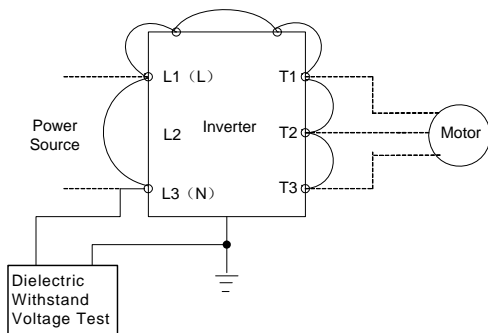 L1（L） T1
Power
Source
L2 Inverter T2 Motor
L3（N） T3
Dielectric
Withstand
Voltage Test